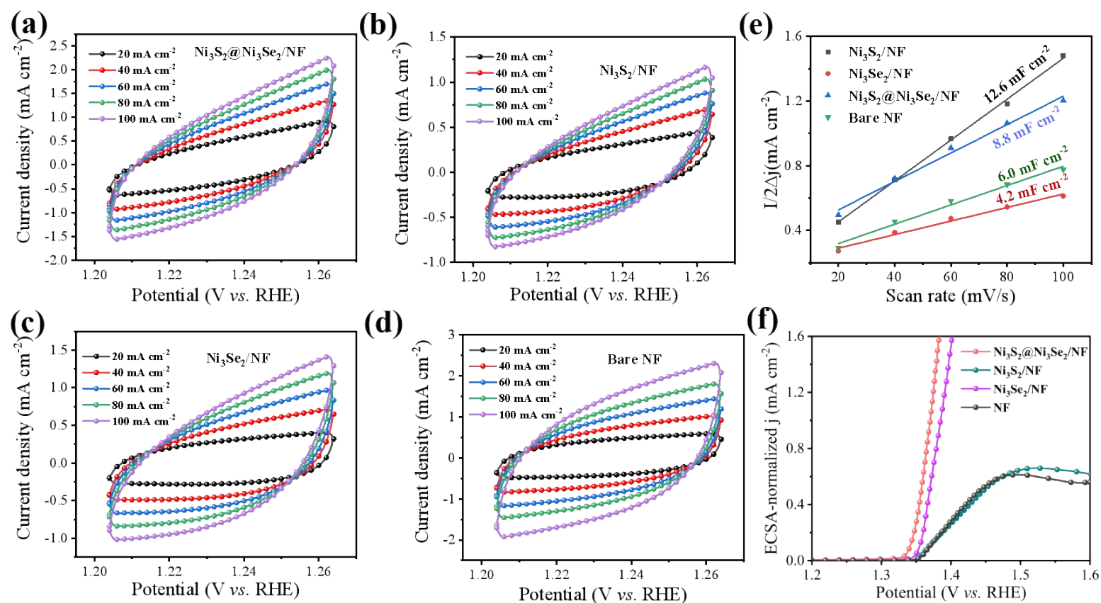 (a)
Ni₃S₂@Ni₃Se₂/NF
20 mA cm⁻²
40 mA cm⁻²
60 mA cm⁻²
80 mA cm⁻²
100 mA cm⁻²
Current density (mA cm⁻²)
2.5
2.0
1.5
1.0
0.5
0.0
-0.5
-1.0
-1.5
-2.0
1.20
1.22
1.24
1.26
Potential (V vs. RHE)
(b)
Ni₃S₂/NF
20 mA cm⁻²
40 mA cm⁻²
60 mA cm⁻²
80 mA cm⁻²
100 mA cm⁻²
Current density (mA cm⁻²)
1.5
1.0
0.5
0.0
-0.5
-1.0
1.20
1.22
1.24
1.26
Potential (V vs. RHE)
(e)
Ni₃S₂/NF
Ni₃Se₂/NF
Ni₃S₂@Ni₃Se₂/NF
Bare NF
12.6 mF cm⁻²
8.8 mF cm⁻²
6.0 mF cm⁻²
4.2 mF cm⁻²
I/2Δj(mA cm⁻²)
1.6
1.2
0.8
0.4
20
40
60
80
100
Scan rate (mV/s)
(c)
Ni₃Se₂/NF
20 mA cm⁻²
40 mA cm⁻²
60 mA cm⁻²
80 mA cm⁻²
100 mA cm⁻²
Current density (mA cm⁻²)
1.5
1.0
0.5
0.0
-0.5
-1.0
1.20
1.22
1.24
1.26
Potential (V vs. RHE)
(d)
Bare NF
20 mA cm⁻²
40 mA cm⁻²
60 mA cm⁻²
80 mA cm⁻²
100 mA cm⁻²
Current density (mA cm⁻²)
3
2
1
0
-1
-2
1.20
1.22
1.24
1.26
Potential (V vs. RHE)
(f)
Ni₃S₂@Ni₃Se₂/NF
Ni₃S₂/NF
Ni₃Se₂/NF
NF
ECSA-normalized j (mA cm⁻²)
1.6
1.2
0.8
0.4
0.0
1.2
1.3
1.4
1.5
1.6
Potential (V vs. RHE)